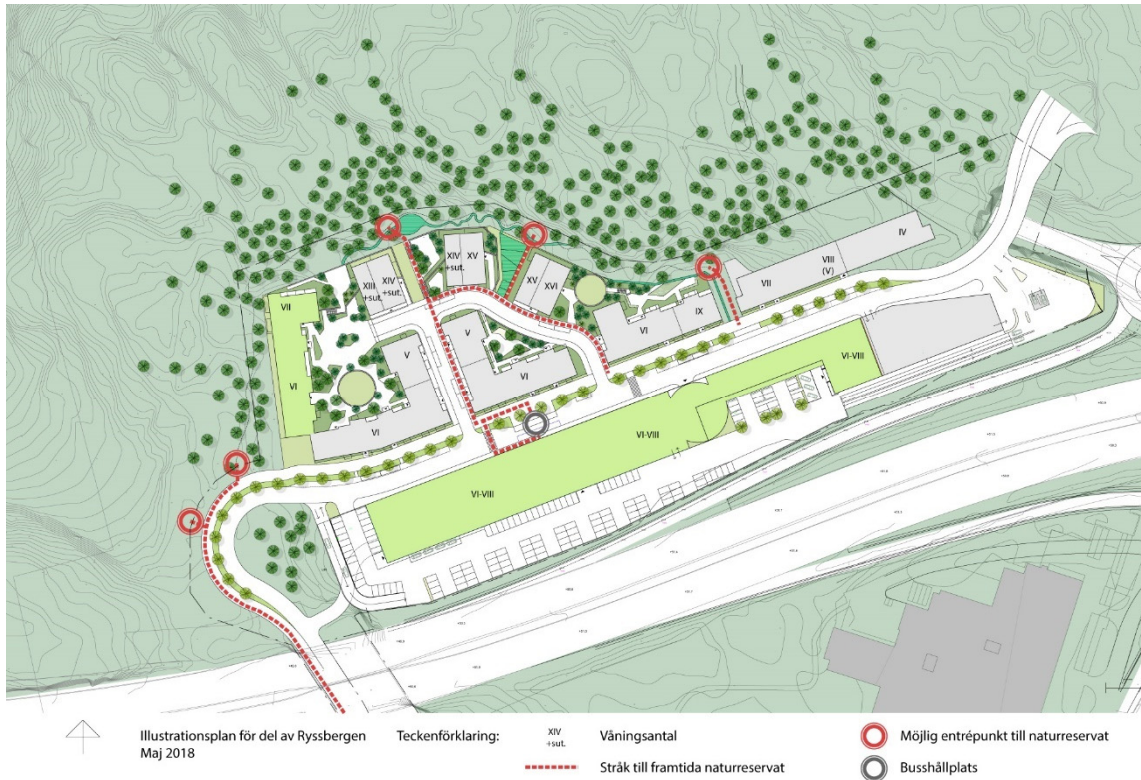 IV
VIII
(V)
VII
XIV
+sut.
XV
XIII
+sut.
XIV
+sut.
XV
XVI
IX
VI
VII
VI
V
V
VI
VI
VI-VIII
VI-VIII
VI-VIII
Illustrationsplan för del av Ryssbergen
Maj 2018
Teckenförklaring:
XIV
+sut.
Våningsantal
Stråk till framtida naturreservat
Möjlig entrépunkt till naturreservat
Busshållplats